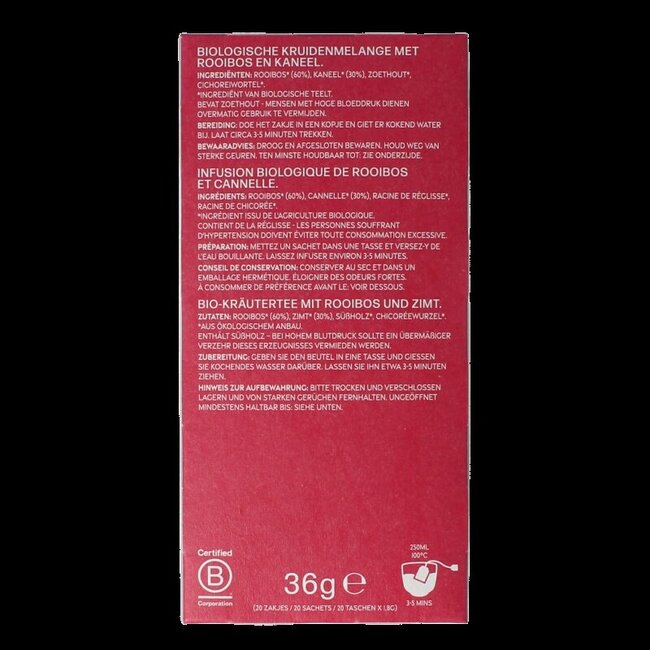 BIOLOGISCHE KRUIDENMELANGE MET
ROOIBOS EN KANEEL.
INGREDIËNTEN: ROOIBOS* (60%), KANEEL* (30%), ZOETHOUT*,
CICHOREIWORTEL*.
*INGREDIËNT VAN BIOLOGISCHE TEELT.
BEVAT ZOETHOUT - MENSEN MET HOGE BLOEDDRUK DIENEN
OVERMATIG GEBRUIK TE VERMIJDEN.
BEREIDING: DOE HET ZAKJE IN EEN KOPJE EN GIET ER KOKEND WATER
BIJ. LAAT CIRCA 3-5 MINUTEN TREKKEN.
BEWAARADVIES: DROOG EN AFGESLOTEN BEWAREN. HOUD WEG VAN
STERKE GEUREN. TEN MINSTE HOUDBAAR TOT: ZIE ONDERZIJDE.
INFUSION BIOLOGIQUE DE ROOIBOS
ET CANNELLE.
INGRÉDIENTS: ROOIBOS* (60%), CANNELLE* (30%), RACINE DE RÉGLISSE*,
RACINE DE CHICORÉE*.
*INGRÉDIENT ISSU DE L'AGRICULTURE BIOLOGIQUE.
CONTIENT DE LA RÉGLISSE - LES PERSONNES SOUFFRANT
D'HYPERTENSION DOIVENT ÉVITER TOUTE CONSOMMATION EXCESSIVE.
PRÉPARATION: METTEZ UN SACHET DANS UNE TASSE ET VERSEZ-Y DE
L'EAU BOUILLANTE. LAISSEZ INFUSER ENVIRON 3-5 MINUTES.
CONSEIL DE CONSERVATION: CONSERVER AU SEC ET DANS UN
EMBALLAGE HERMÉTIQUE. ÉLOIGNER DES ODEURS FORTES.
À CONSOMMER DE PRÉFÉRENCE AVANT LE: VOIR DESSOUS.
BIO-KRÄUTERTEE MIT ROOIBOS UND ZIMT.
ZUTATEN: ROOIBOS* (60%), ZIMT* (30%), SÜßHOLZ*, CHICORÉEWURZEL*.
*AUS ÖKOLOGISCHEM ANBAU.
ENTHÄLT SÜßHOLZ – BEI HOHEM BLUTDRUCK SOLLTE EIN ÜBERMÄßIGER
VERZEHR DIESES ERZEUGNISSES VERMIEDEN WERDEN.
ZUBEREITUNG: GEBEN SIE DEN BEUTEL IN EINE TASSE UND GIESSEN
SIE KOCHENDES WASSER DARÜBER. LASSEN SIE IHN ETWA 3-5 MINUTEN
ZIEHEN.
HINWEIS ZUR AUFBEWAHRUNG: BITTE TROCKEN UND VERSCHLOSSEN
LAGERN UND VON STARKEN GERÜCHEN FERNHALTEN. UNGEÖFFNET
MINDESTENS HALTBAR BIS: SIEHE UNTEN.
Certified
B
Corporation
36g e
(20 ZAKJES / 20 SACHETS / 20 TASCHEN X 1,8G)
250ML
100°C
3-5 MINS